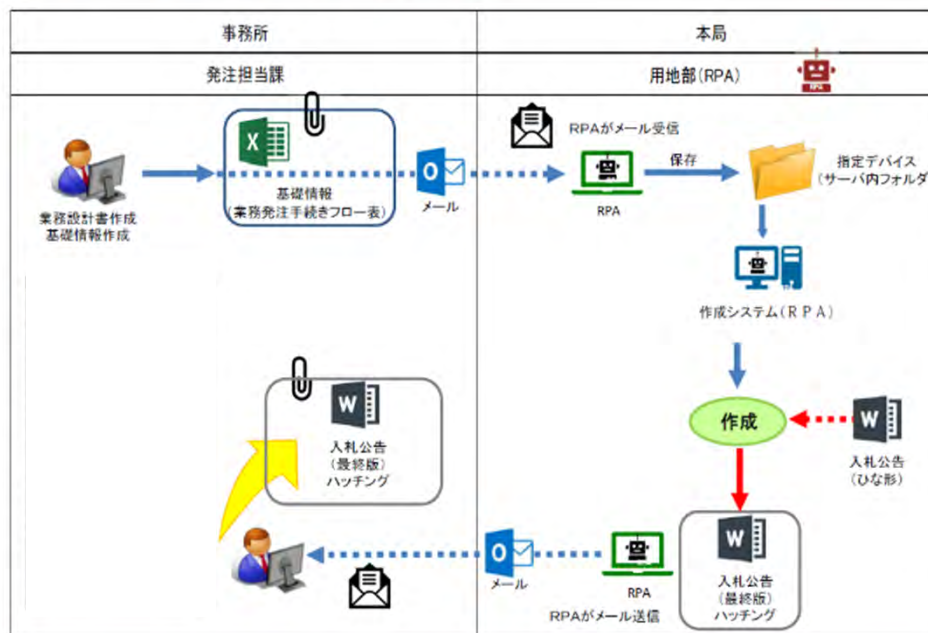 事務所
本局
発注担当課
用地部(RPA)
RPA
RPAがメール受信
保存
指定デバイス
(サーバ内フォルダ)
基礎情報
(業務発注手続きフロー表)
メール
RPA
業務設計書作成
基礎情報作成
作成システム(ＲＰＡ)
入札公告
(最終版)
ハッチング
作成
入札公告
(ひな形)
メール
RPA
RPAがメール送信
入札公告
(最終版)
ハッチング